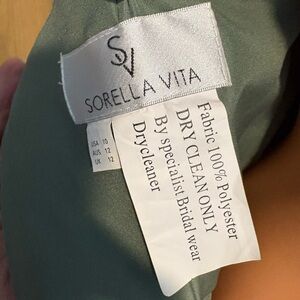 SV
SORELLA VITA
USA 10
AUS 12
UK 12
Fabric 100% Polyester
DRY CLEAN ONLY
By specialist Bridal wear
Drycleaner